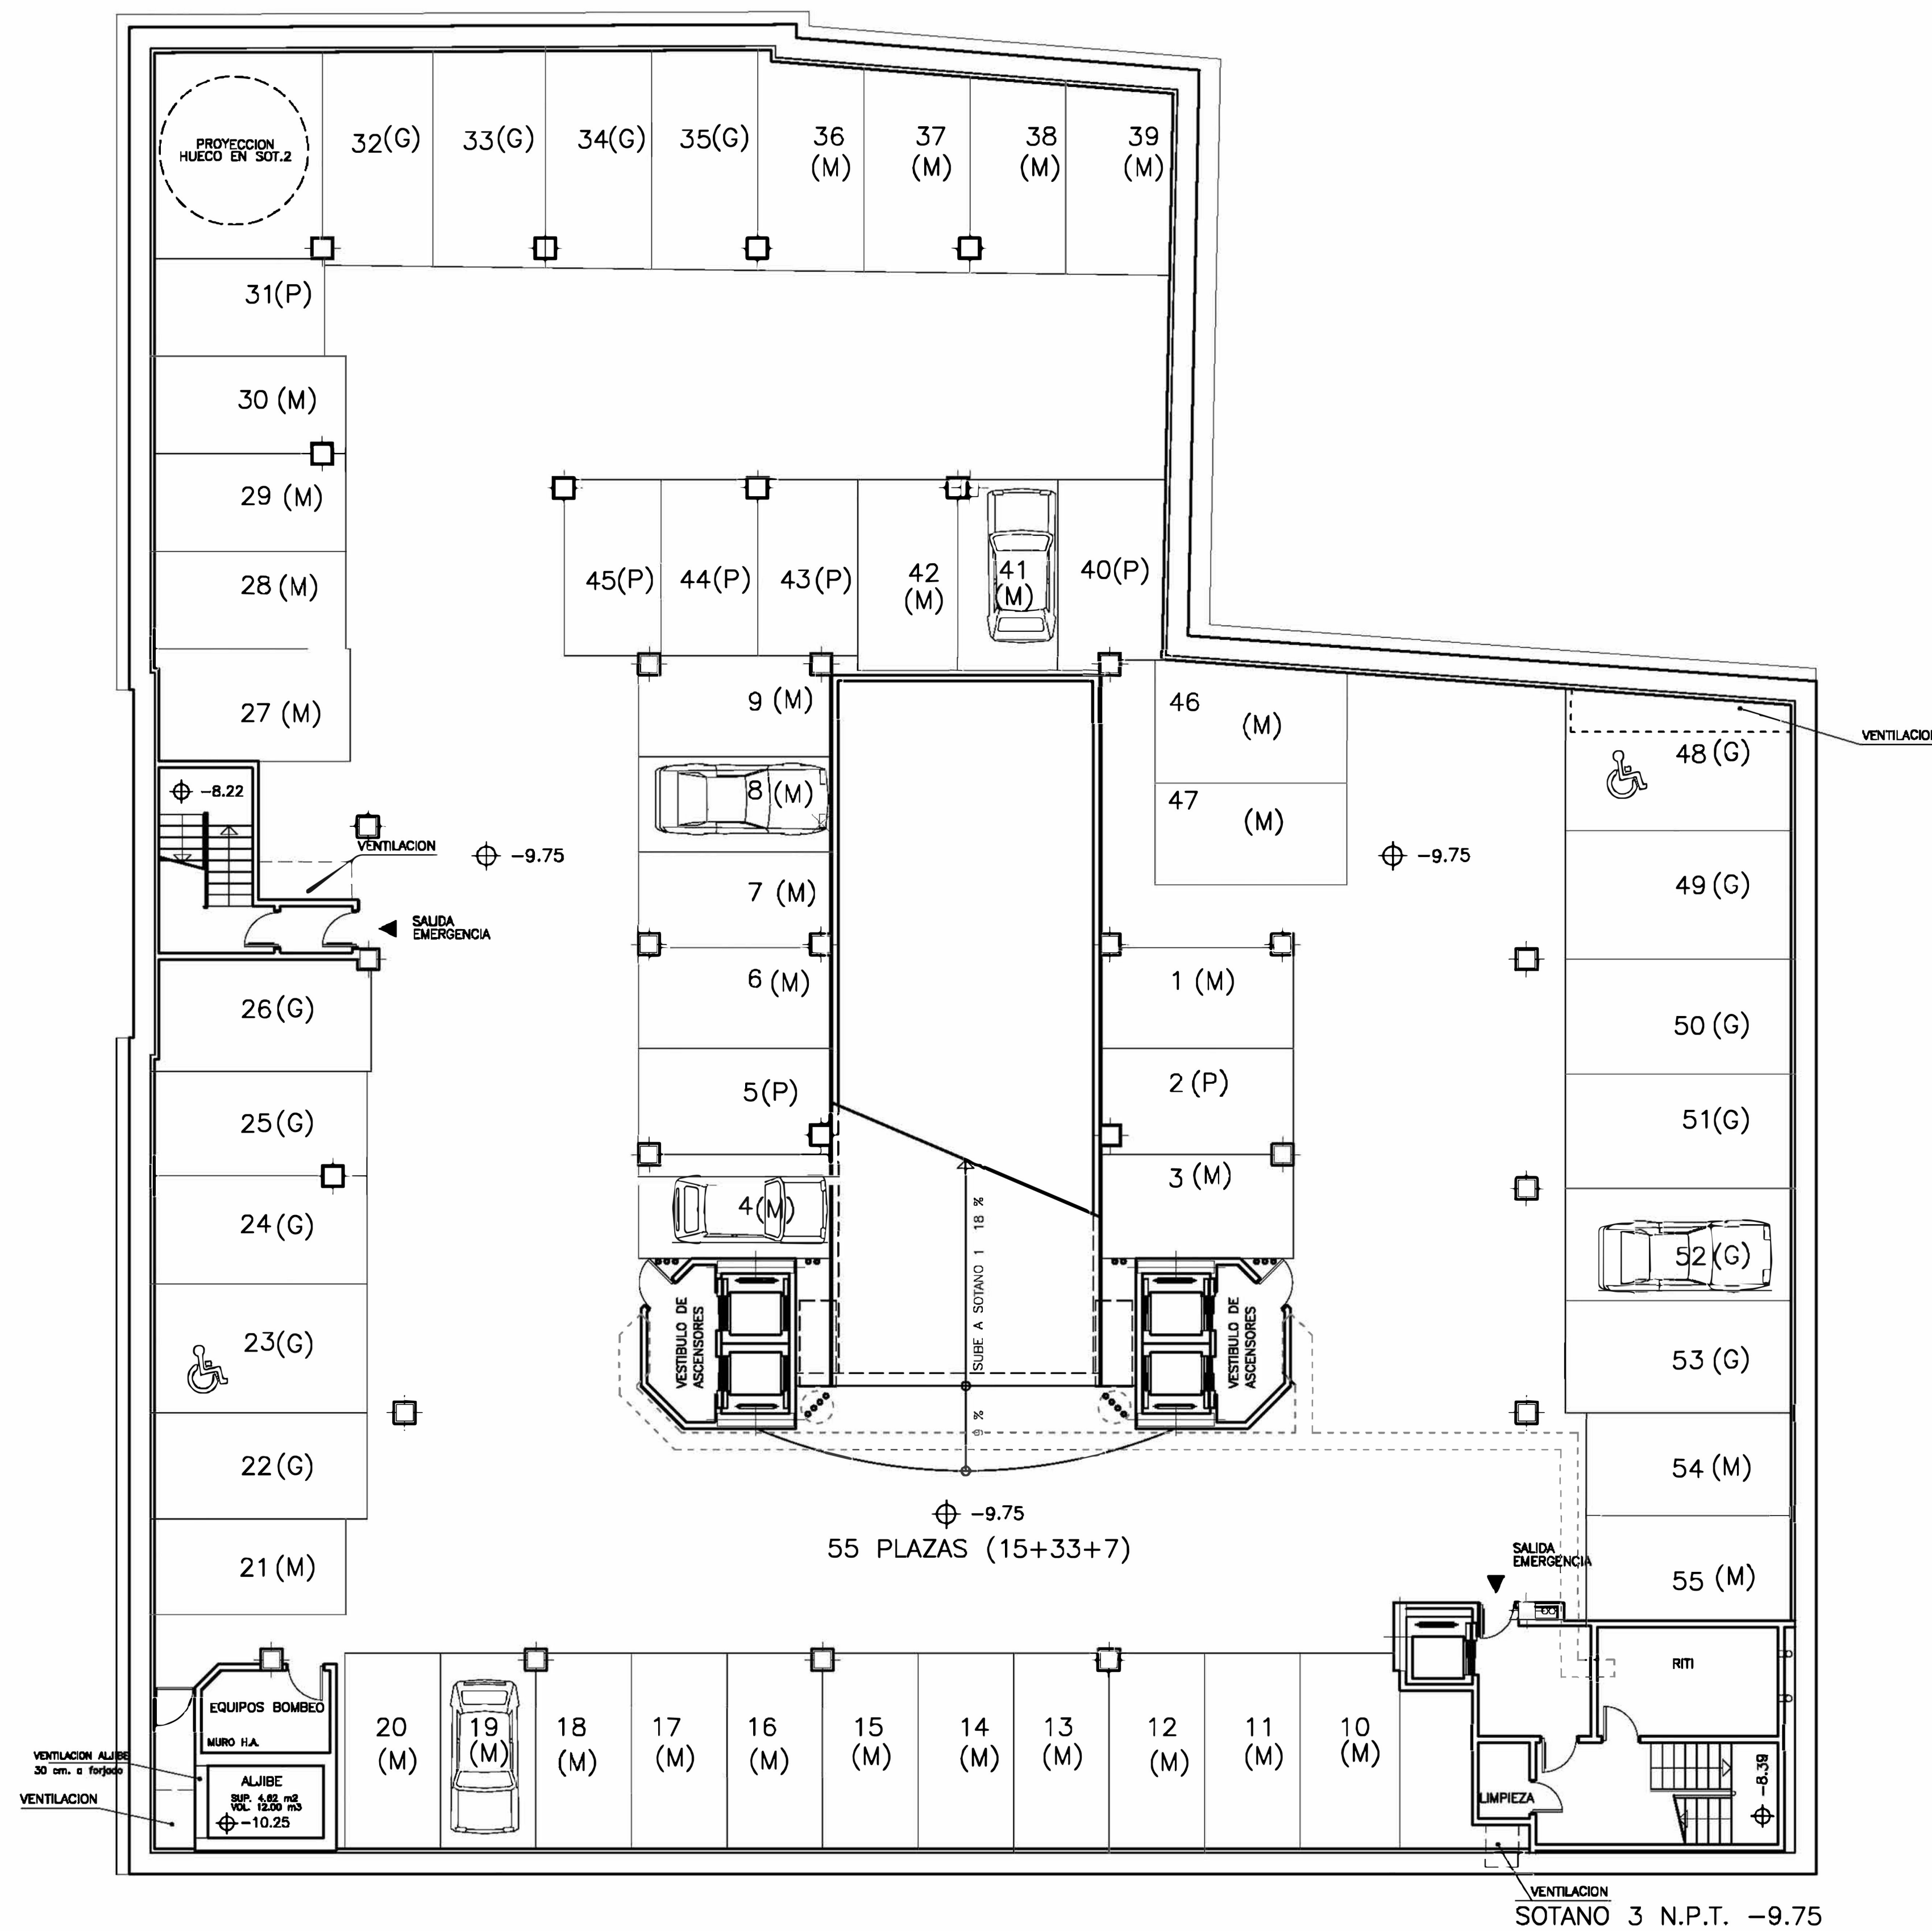 PROYECCION
HUECO EN SOT.2
32(G)
33(G)
34(G)
35(G)
36
(M)
37
(M)
38
(M)
39
(M)
31(P)
30 (M)
29 (M)
28 (M)
27 (M)
45(P)
44(P)
43(P)
42
(M)
41
(M)
40(P)
9 (M)
8 (M)
7 (M)
6 (M)
5(P)
4(M)
46
(M)
47
(M)
48 (G)
VENTILACION
49 (G)
50 (G)
51(G)
52(G)
53 (G)
54 (M)
55 (M)
-8.22
VENTILACION
-9.75
-9.75
SALIDA
EMERGENCIA
1 (M)
2 (P)
3 (M)
26(G)
25(G)
24(G)
23(G)
22(G)
21(M)
SUBE A SOTANO 1 18 %
9 %
VESTIBULO DE
ASCENSORES
VESTIBULO DE
ASCENSORES
-9.75
55 PLAZAS (15+33+7)
SALIDA
EMERGENCIA
RITI
EQUIPOS BOMBEO
MURO H.A.
VENTILACION ALJIBE
30 cm. a forjado
VENTILACION
ALJIBE
SUP. 4.62 m2
VOL. 12.00 m3
-10.25
20
(M)
19
(M)
18
(M)
17
(M)
16
(M)
15
(M)
14
(M)
13
(M)
12
(M)
11
(M)
10
(M)
LIMPIEZA
-8.39
VENTILACION
SOTANO 3 N.P.T. -9.75